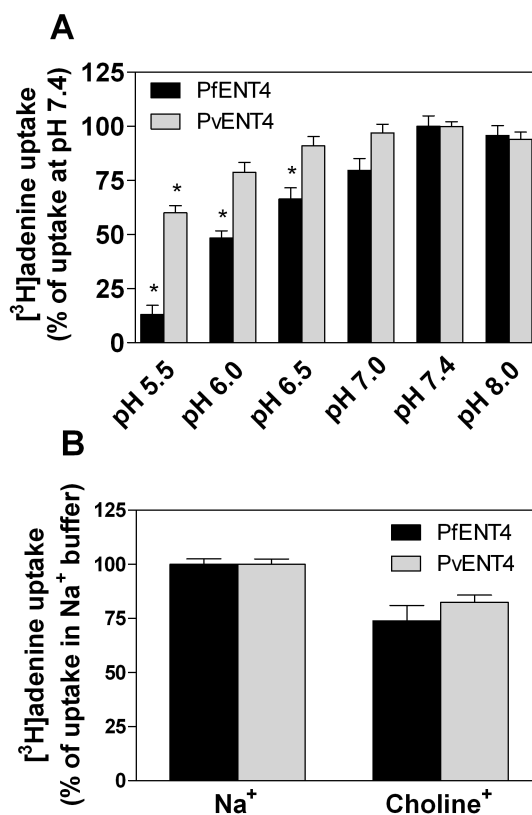 A
[³H]adenine uptake
(% of uptake at pH 7.4)
125
100
75
50
25
0
PfENT4
PvENT4
*
*
*
*
pH 5.5
pH 6.0
pH 6.5
pH 7.0
pH 7.4
pH 8.0
B
[³H]adenine uptake
(% of uptake in Na⁺ buffer)
125
100
75
50
25
0
PfENT4
PvENT4
Na⁺
Choline⁺